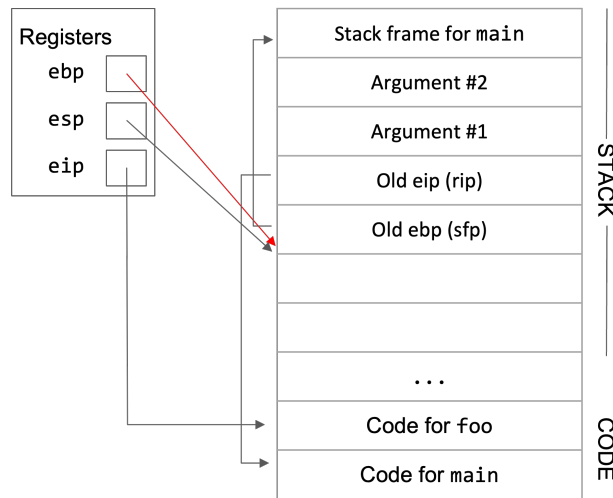 Registers
ebp
esp
eip
Stack frame for main
Argument #2
Argument #1
Old eip (rip)
Old ebp (sfp)
...
Code for foo
Code for main
STACK
CODE